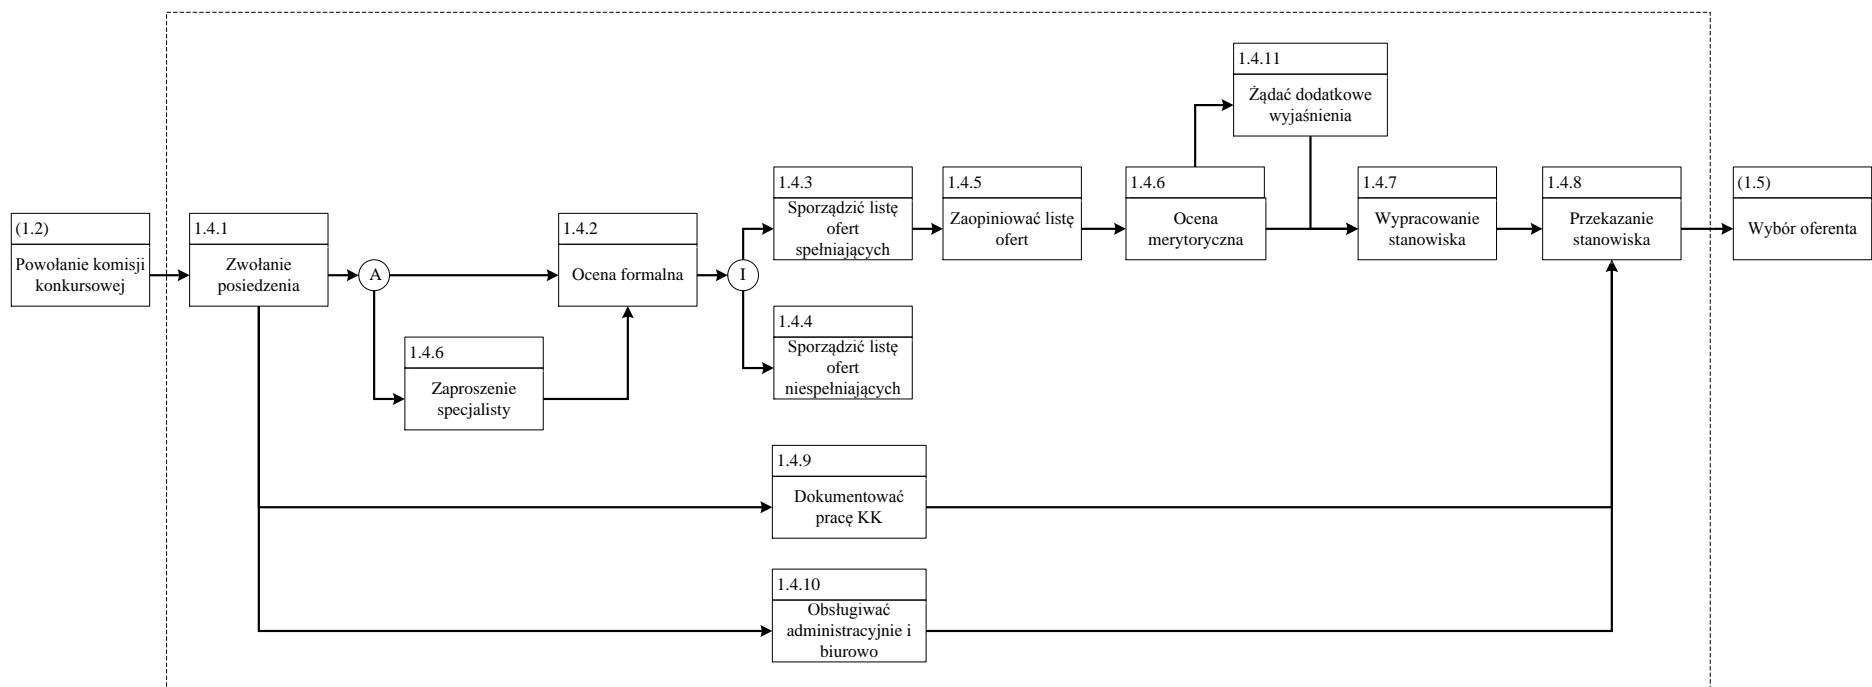 (1.2)
Powołanie komisji
konkursowej
1.4.1
Zwołanie
posiedzenia
A
1.4.6
Zaproszenie
specjalisty
1.4.2
Ocena formalna
I
1.4.3
Sporządzić listę
ofert
spełniających
1.4.4
Sporządzić listę
ofert
niespełniających
1.4.5
Zaopiniować listę
ofert
1.4.6
Ocena
merytoryczna
1.4.11
Żądać dodatkowe
wyjaśnienia
1.4.7
Wypracowanie
stanowiska
1.4.8
Przekazanie
stanowiska
(1.5)
Wybór oferenta
1.4.9
Dokumentować
pracę KK
1.4.10
Obsługiwać
administracyjnie i
biurowo